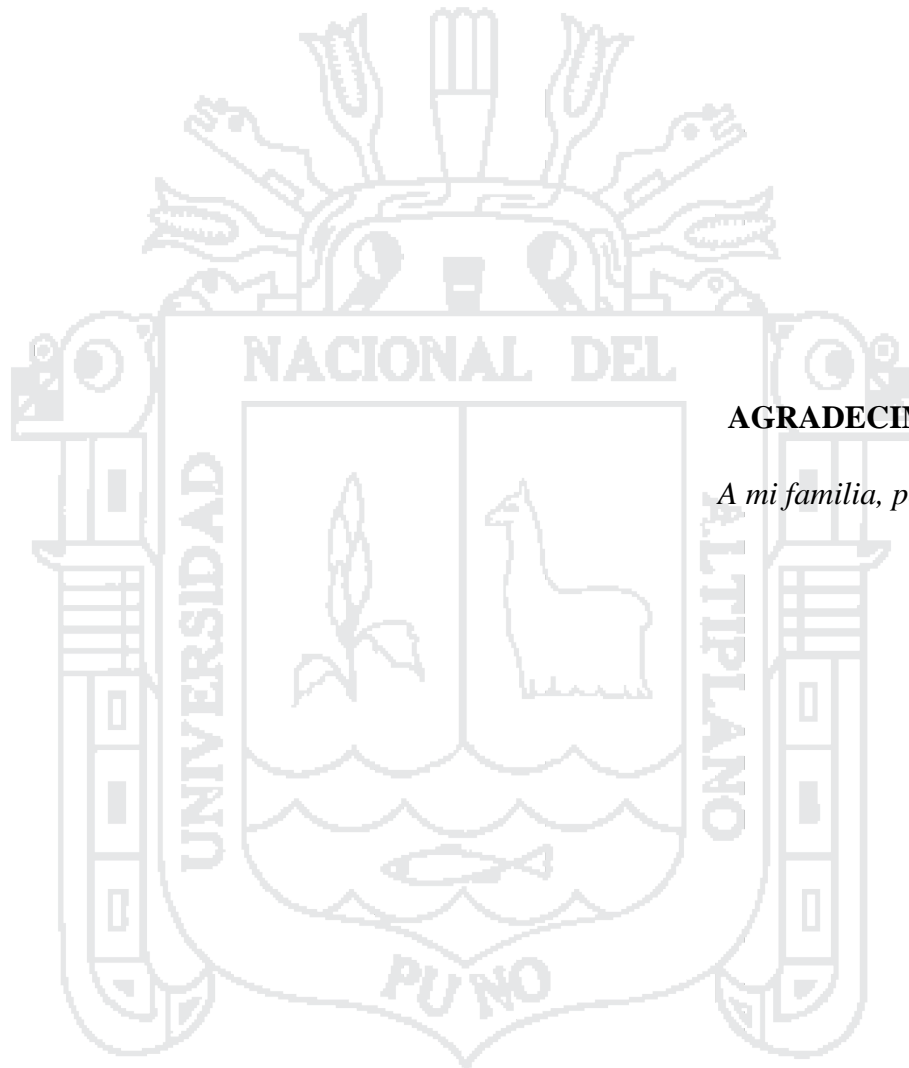 NACIONAL DEL
UNIVERSIDAD
ALTIPLANO
PUNO
A mi familia,